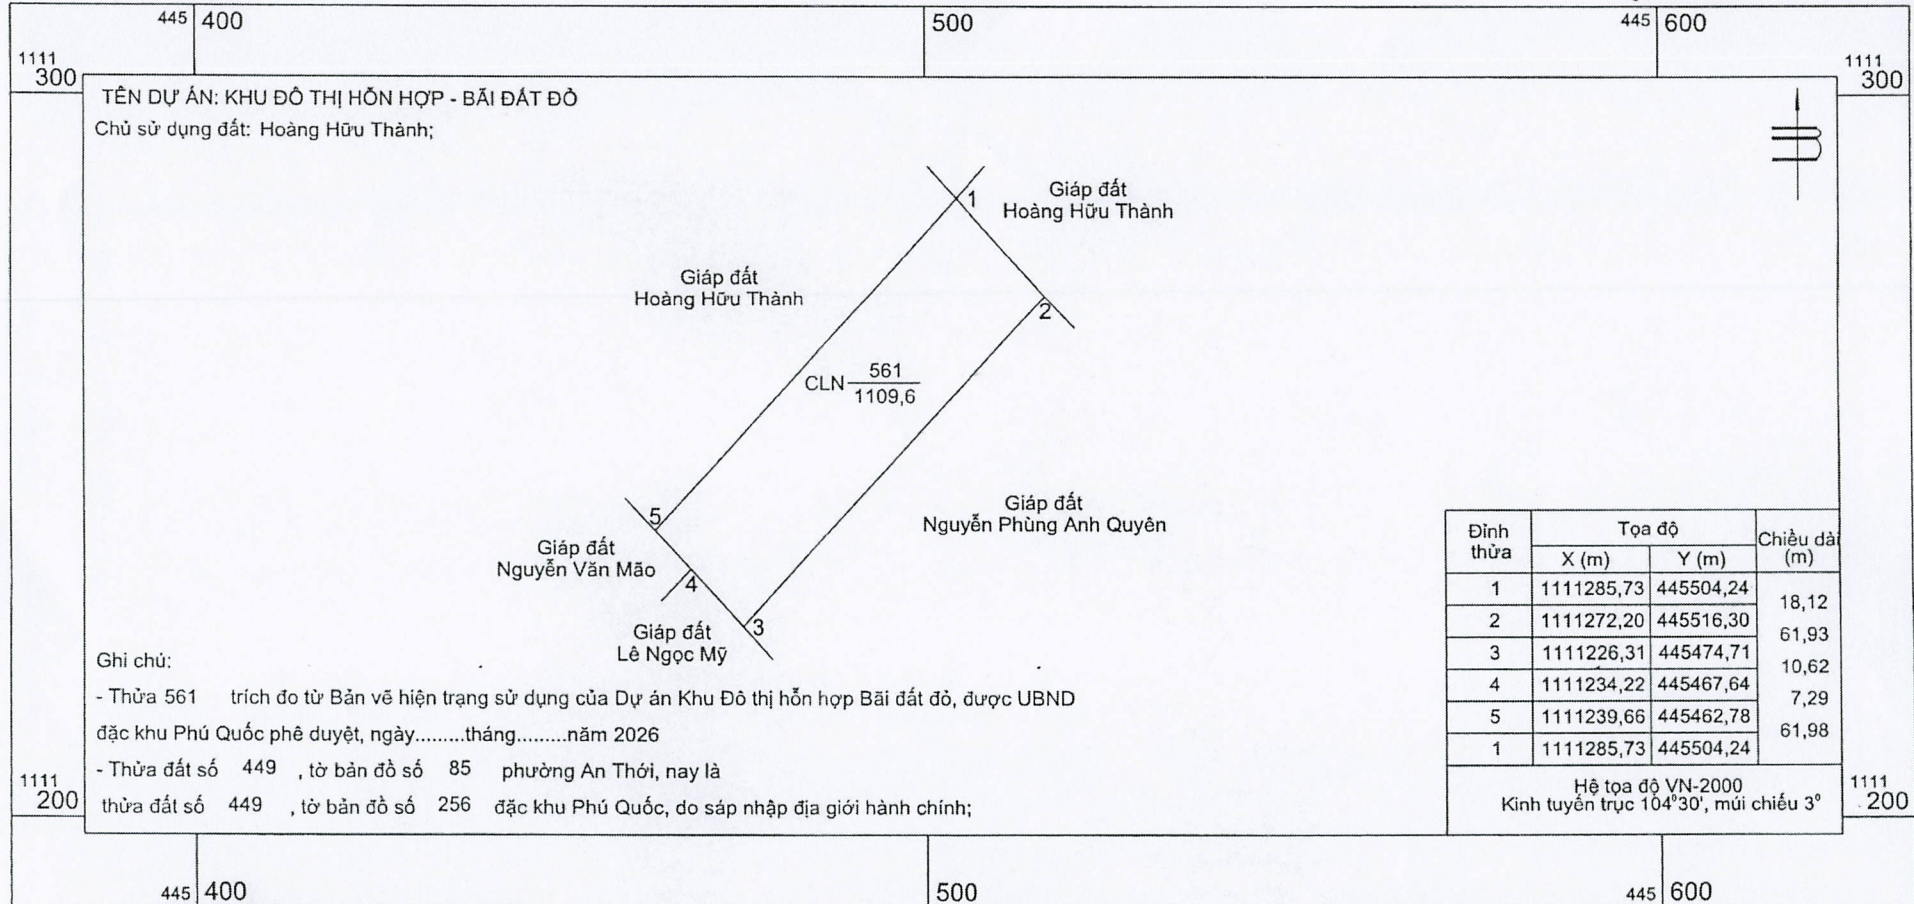 445 400 500 445 600
1111 300 1111 300
TÊN DỰ ÁN: KHU ĐÔ THỊ HỖN HỢP - BÃI ĐẤT ĐỎ
Chủ sử dụng đất: Hoàng Hữu Thành;
1
Giáp đất
Hoàng Hữu Thành
Giáp đất
Hoàng Hữu Thành
2
CLN 561
1109,6
5
Giáp đất
Nguyễn Văn Mão
4
Giáp đất
Nguyễn Phùng Anh Quyên
3
Giáp đất
Lê Ngọc Mỹ
Đỉnh thửa Tọa độ Chiều dài (m)
X (m) Y (m)
1 1111285,73 445504,24
18,12
2 1111272,20 445516,30
61,93
3 1111226,31 445474,71
10,62
4 1111234,22 445467,64
7,29
5 1111239,66 445462,78
61,98
1 1111285,73 445504,24
Hệ tọa độ VN-2000
Kinh tuyến trục 104⁰30', múi chiếu 3⁰
Ghi chú:
- Thửa 561 trích đo từ Bản vẽ hiện trạng sử dụng của Dự án Khu Đô thị hỗn hợp Bãi đất đỏ, được UBND
đặc khu Phú Quốc phê duyệt, ngày.........tháng.........năm 2026
- Thửa đất số 449 , tờ bản đồ số 85 phường An Thới, nay là
thửa đất số 449 , tờ bản đồ số 256 đặc khu Phú Quốc, do sáp nhập địa giới hành chính;
1111 200 1111 200
445 400 500 445 600